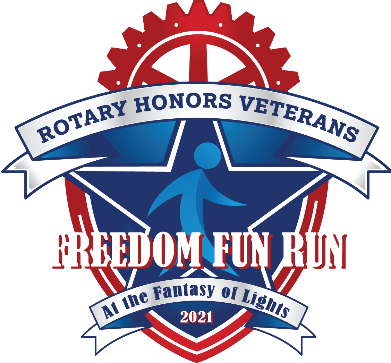 ROTARY HONORS VETERANS
FREEDOM FUN RUN
At the Fantasy of Lights
2021